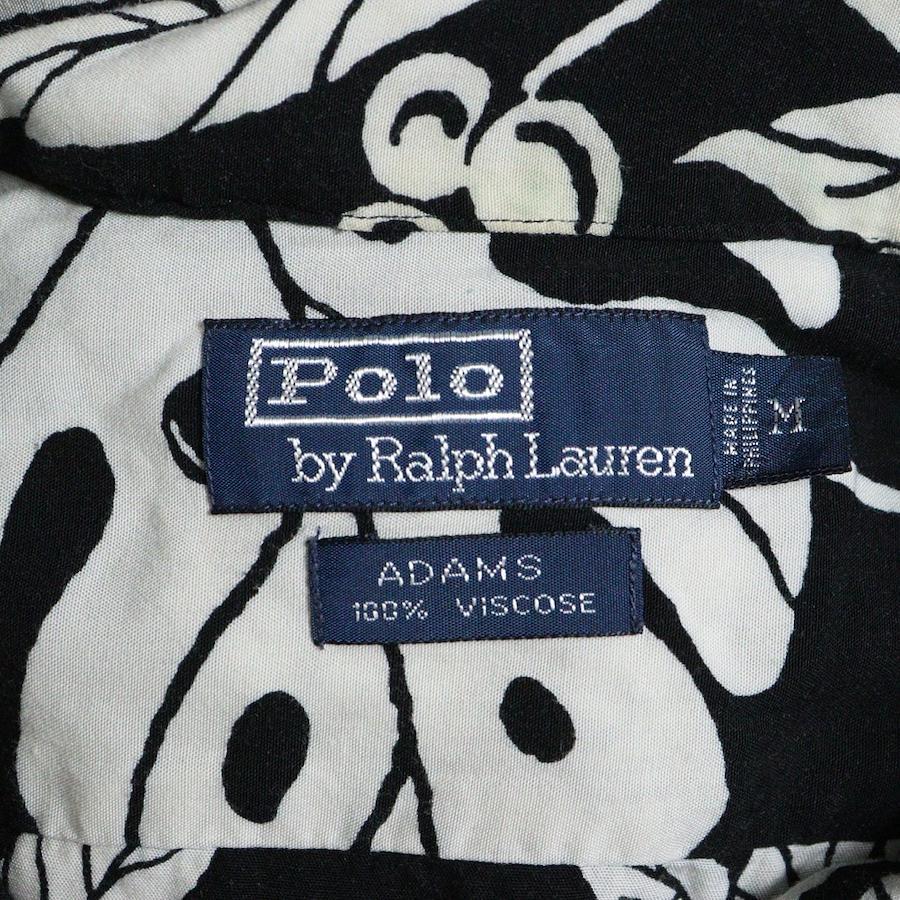 Polo
by Ralph Lauren
MADE IN
PHILIPPINES
M
ADAMS
100% VISCOSE